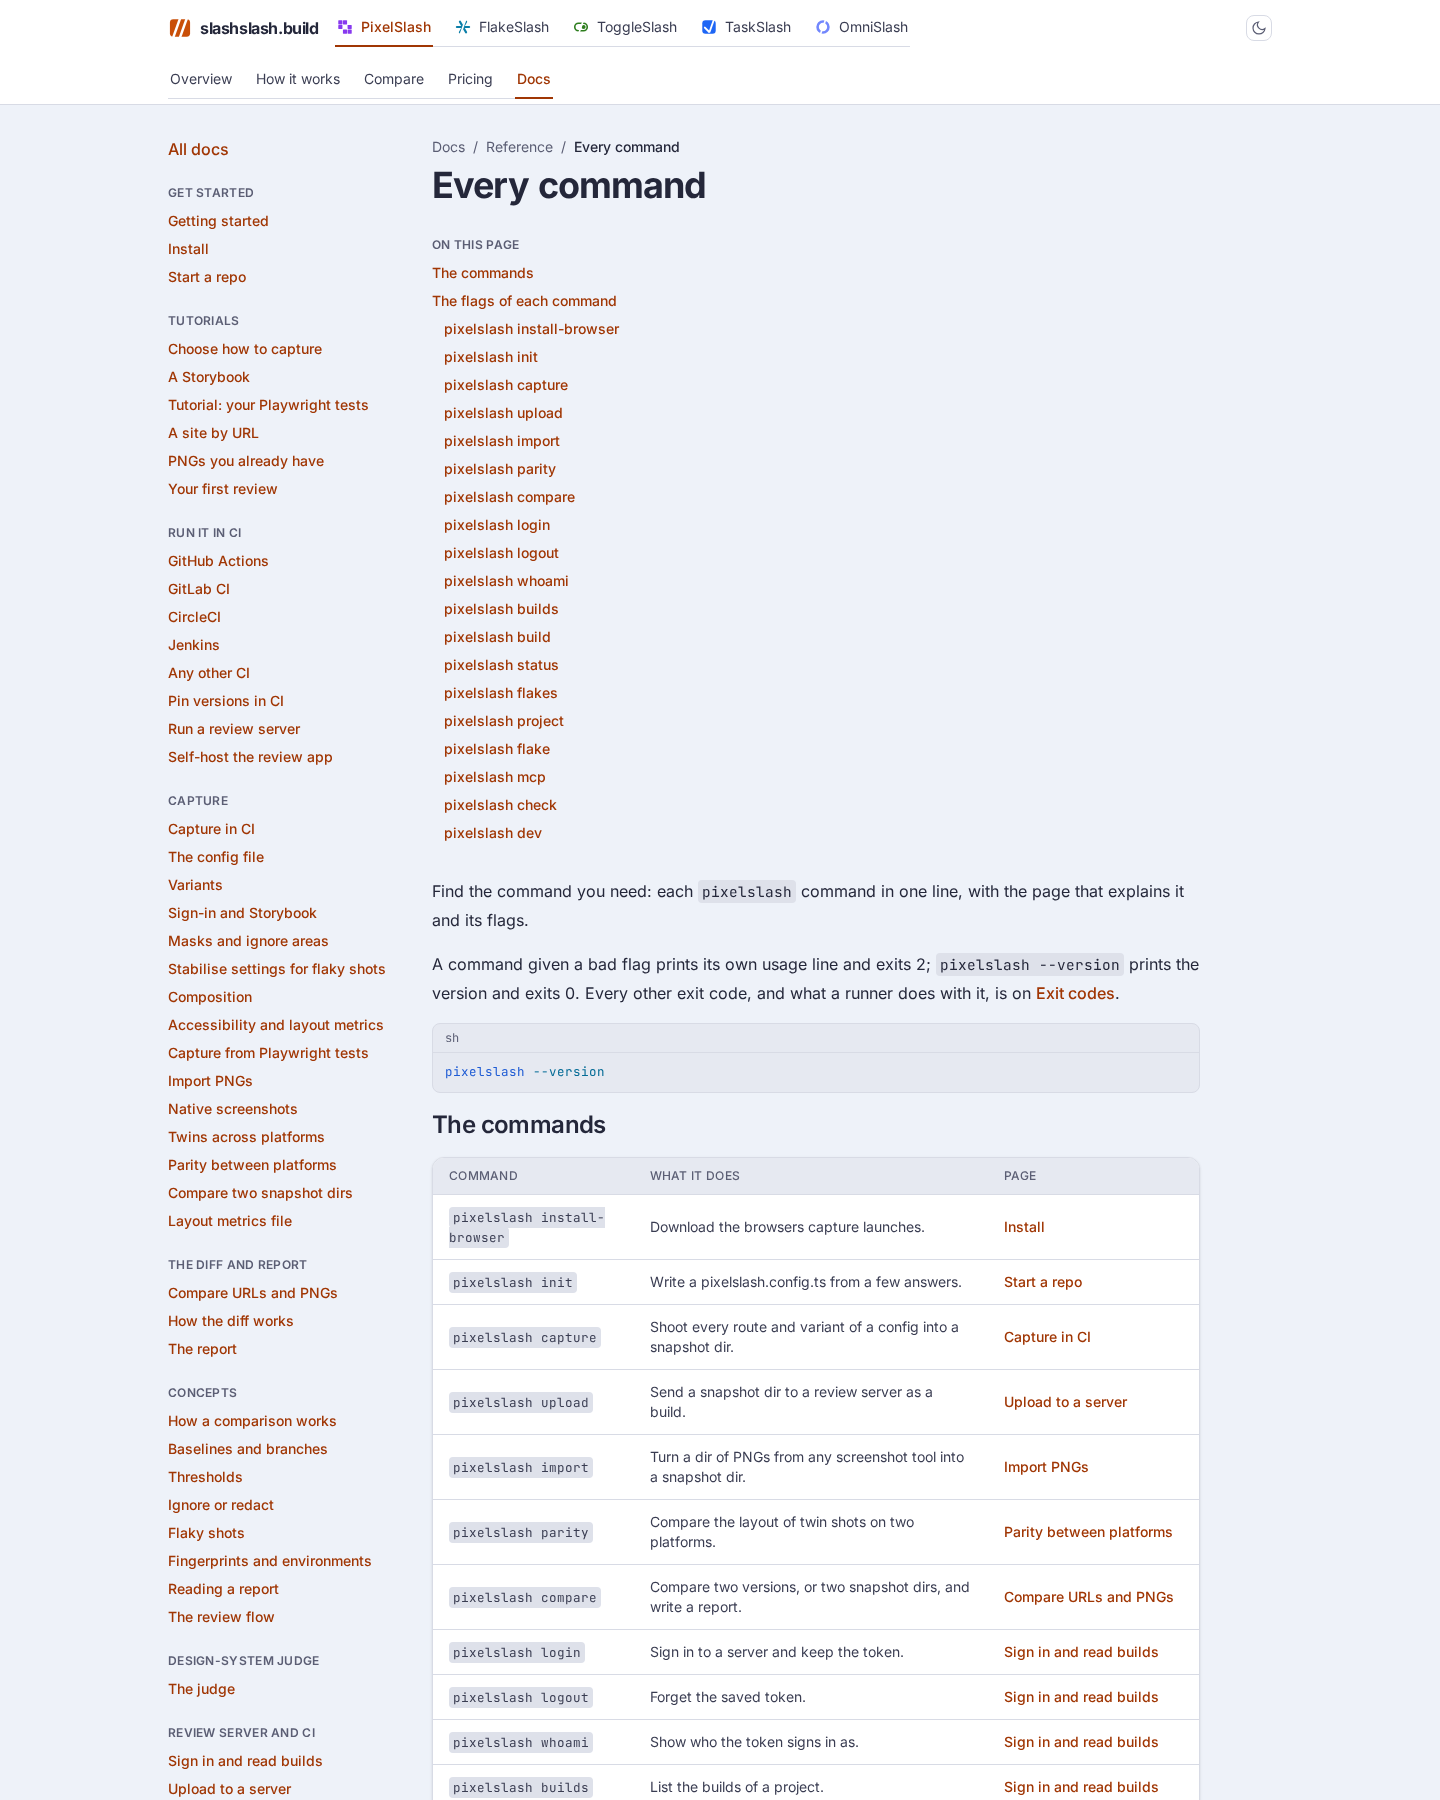 slashslash.build
PixelSlash
FlakeSlash
ToggleSlash
TaskSlash
OmniSlash
Overview
How it works
Compare
Pricing
Docs
All docs
GET STARTED
Getting started
Install
Start a repo
TUTORIALS
Choose how to capture
A Storybook
Tutorial: your Playwright tests
A site by URL
PNGs you already have
Your first review
RUN IT IN CI
GitHub Actions
GitLab CI
CircleCI
Jenkins
Any other CI
Pin versions in CI
Run a review server
Self-host the review app
CAPTURE
Capture in CI
The config file
Variants
Sign-in and Storybook
Masks and ignore areas
Stabilise settings for flaky shots
Composition
Accessibility and layout metrics
Capture from Playwright tests
Import PNGs
Native screenshots
Twins across platforms
Parity between platforms
Compare two snapshot dirs
Layout metrics file
THE DIFF AND REPORT
Compare URLs and PNGs
How the diff works
The report
CONCEPTS
How a comparison works
Baselines and branches
Thresholds
Ignore or redact
Flaky shots
Fingerprints and environments
Reading a report
The review flow
DESIGN-SYSTEM JUDGE
The judge
REVIEW SERVER AND CI
Sign in and read builds
Upload to a server
Docs / Reference / Every command
Every command
ON THIS PAGE
The commands
The flags of each command
pixelslash install-browser
pixelslash init
pixelslash capture
pixelslash upload
pixelslash import
pixelslash parity
pixelslash compare
pixelslash login
pixelslash logout
pixelslash whoami
pixelslash builds
pixelslash build
pixelslash status
pixelslash flakes
pixelslash project
pixelslash flake
pixelslash mcp
pixelslash check
pixelslash dev
Find the command you need: each pixelslash command in one line, with the page that explains it
and its flags.
A command given a bad flag prints its own usage line and exits 2; pixelslash --version prints the
version and exits 0. Every other exit code, and what a runner does with it, is on Exit codes.
sh
pixelslash --version
The commands
COMMAND WHAT IT DOES PAGE
pixelslash install-
browser
Download the browsers capture launches.
Install
pixelslash init
Write a pixelslash.config.ts from a few answers.
Start a repo
pixelslash capture
Shoot every route and variant of a config into a
snapshot dir.
Capture in CI
pixelslash upload
Send a snapshot dir to a review server as a
build.
Upload to a server
pixelslash import
Turn a dir of PNGs from any screenshot tool into
a snapshot dir.
Import PNGs
pixelslash parity
Compare the layout of twin shots on two
platforms.
Parity between platforms
pixelslash compare
Compare two versions, or two snapshot dirs, and
write a report.
Compare URLs and PNGs
pixelslash login
Sign in to a server and keep the token.
Sign in and read builds
pixelslash logout
Forget the saved token.
Sign in and read builds
pixelslash whoami
Show who the token signs in as.
Sign in and read builds
pixelslash builds
List the builds of a project.
Sign in and read builds